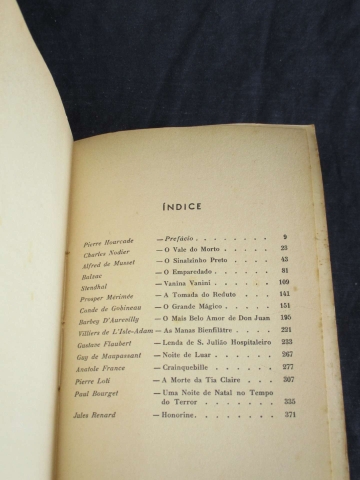 ÍNDICE
Pierre Hourcade — Prefácio . . . . . . . . 9
Charles Nodier — O Vale do Morto . . . . . 23
Alfred de Musset — O Sinalzinho Preto . . . . 43
Balzac — O Emparedado . . . . . . 81
Stendhal — Vanina Vanini . . . . . . 109
Prosper Mérimée — A Tomada do Reduto . . . . 141
Conde de Gobineau — O Grande Mágico . . . . . 151
Barbey D'Aurevilly — O Mais Belo Amor de Don Juan 195
Villiers de L'Isle-Adam — As Manas Bienfilâtre . . . . 221
Gustave Flaubert — Lenda de S. Julião Hospitaleiro 233
Guy de Maupassant — Noite de Luar . . . . . . 267
Anatole France — Crainquebille . . . . . . 277
Pierre Loti — A Morte da Tia Claire . . . . 307
Paul Bourget — Uma Noite de Natal no Tempo
do Terror . . . . . . . 335
Jules Renard — Honorine . . . . . . . . 371